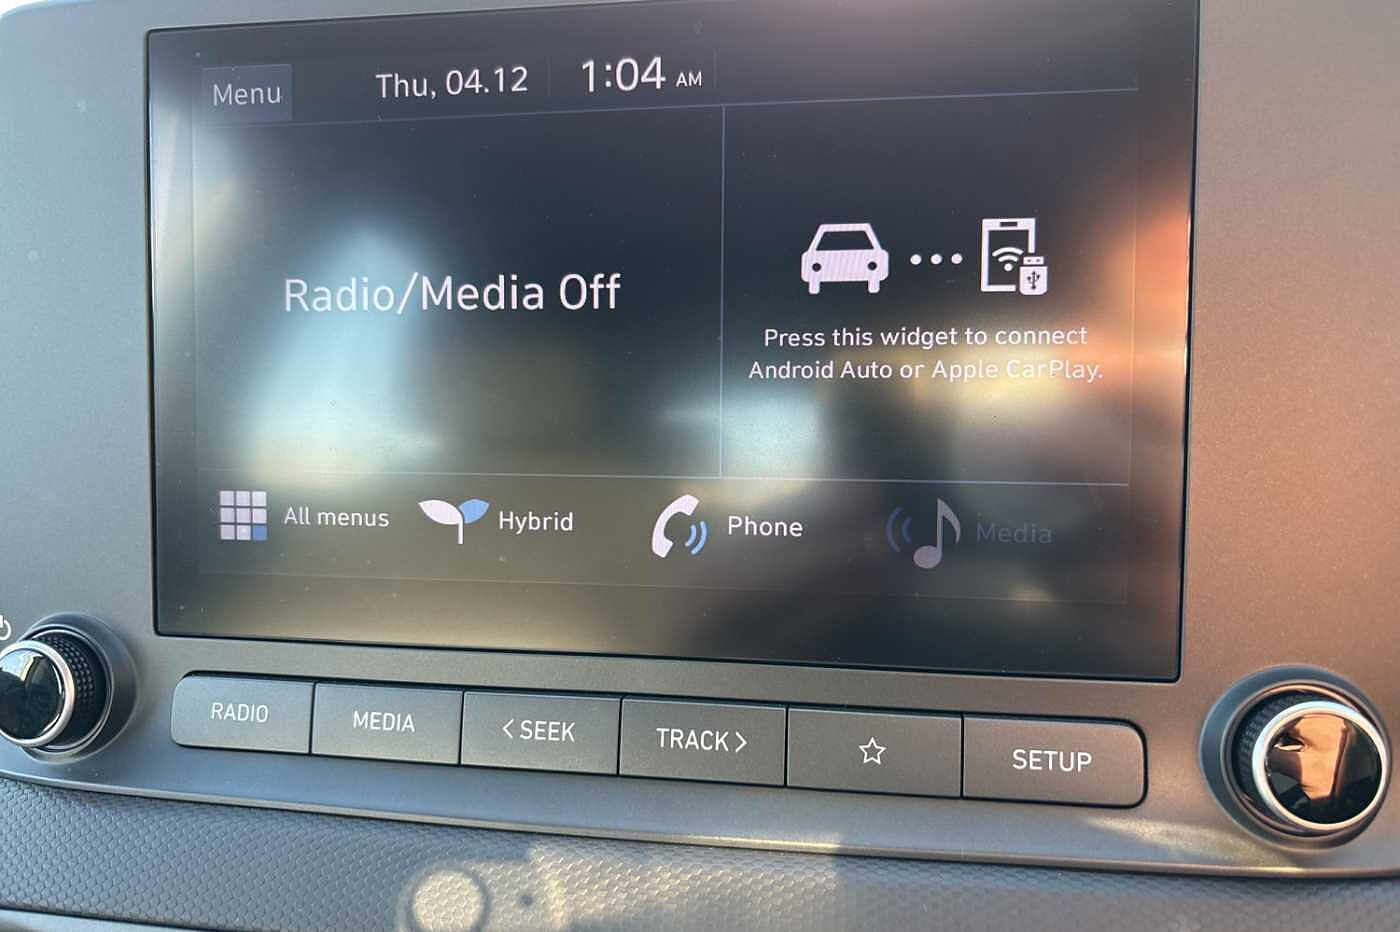 Menu Thu, 04.12 1:04 AM
Radio/Media Off
Press this widget to connect
Android Auto or Apple CarPlay.
All menus Hybrid Phone Media
RADIO MEDIA <SEEK TRACK> SETUP